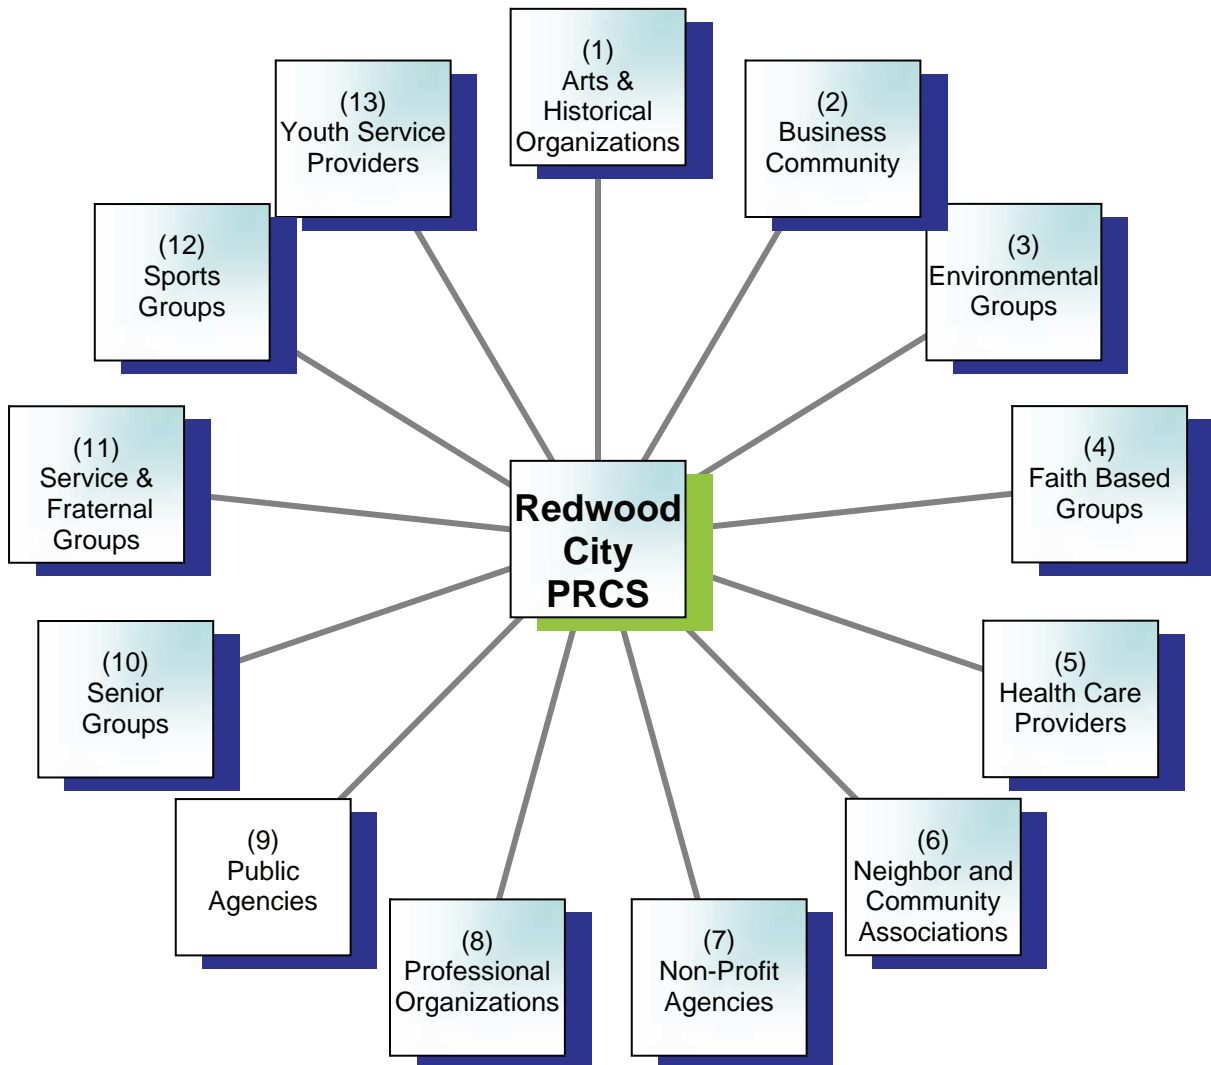 (1)
Arts &
Historical
Organizations
(2)
Business
Community
(3)
Environmental
Groups
(4)
Faith Based
Groups
(5)
Health Care
Providers
(6)
Neighbor and
Community
Associations
(7)
Non-Profit
Agencies
(8)
Professional
Organizations
(9)
Public
Agencies
(10)
Senior
Groups
(11)
Service &
Fraternal
Groups
(12)
Sports
Groups
(13)
Youth Service
Providers
Redwood
City
PRCS